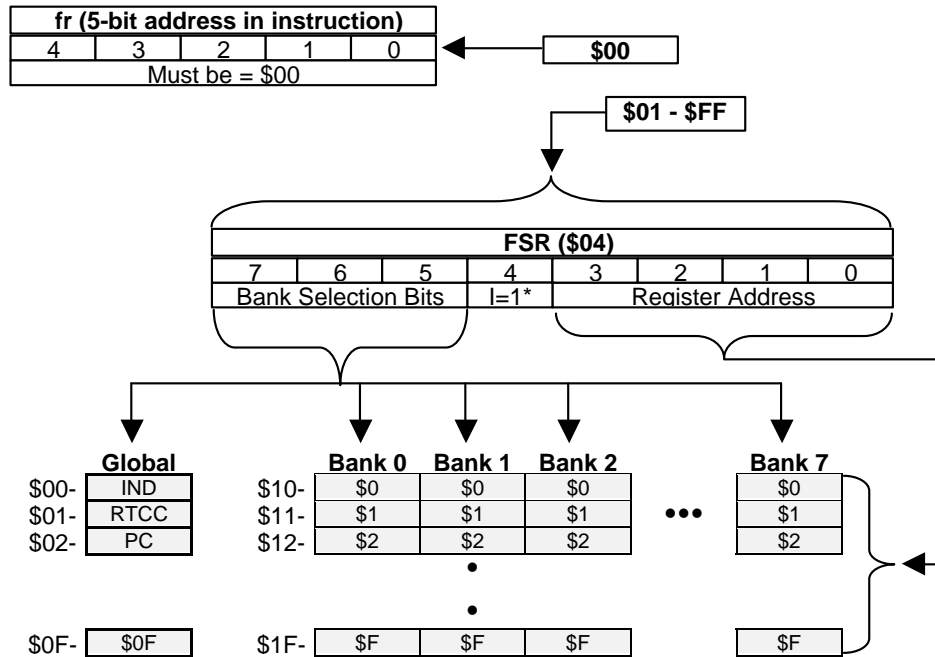 fr (5-bit address in instruction)
4 3 2 1 0
Must be = $00
$00
$01 - $FF
FSR ($04)
7 6 5 4 3 2 1 0
Bank Selection Bits I=1* Register Address
Global Bank 0 Bank 1 Bank 2 Bank 7
$00- IND $10- $0 $0 $0 $0
$01- RTCC $11- $1 $1 $1 ••• $1
$02- PC $12- $2 $2 $2 $2
•
•
$0F- $0F $1F- $F $F $F $F